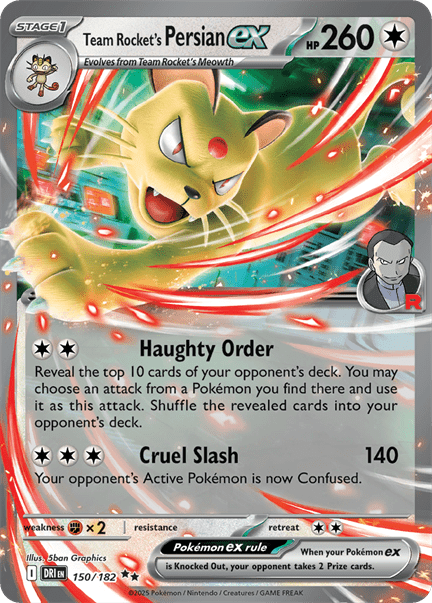 STAGE1
Team Rocket's Persian ex HP 260
Evolves from Team Rocket's Meowth
R
Haughty Order
Reveal the top 10 cards of your opponent's deck. You may
choose an attack from a Pokémon you find there and use
it as this attack. Shuffle the revealed cards into your
opponent's deck.
Cruel Slash 140
Your opponent's Active Pokémon is now Confused.
weakness ×2 resistance retreat
Illus. 5ban Graphics
Pokémon ex rule When your Pokémon ex
is Knocked Out, your opponent takes 2 Prize cards.
I DRI EN 150/182
©2025 Pokémon / Nintendo / Creatures / GAME FREAK